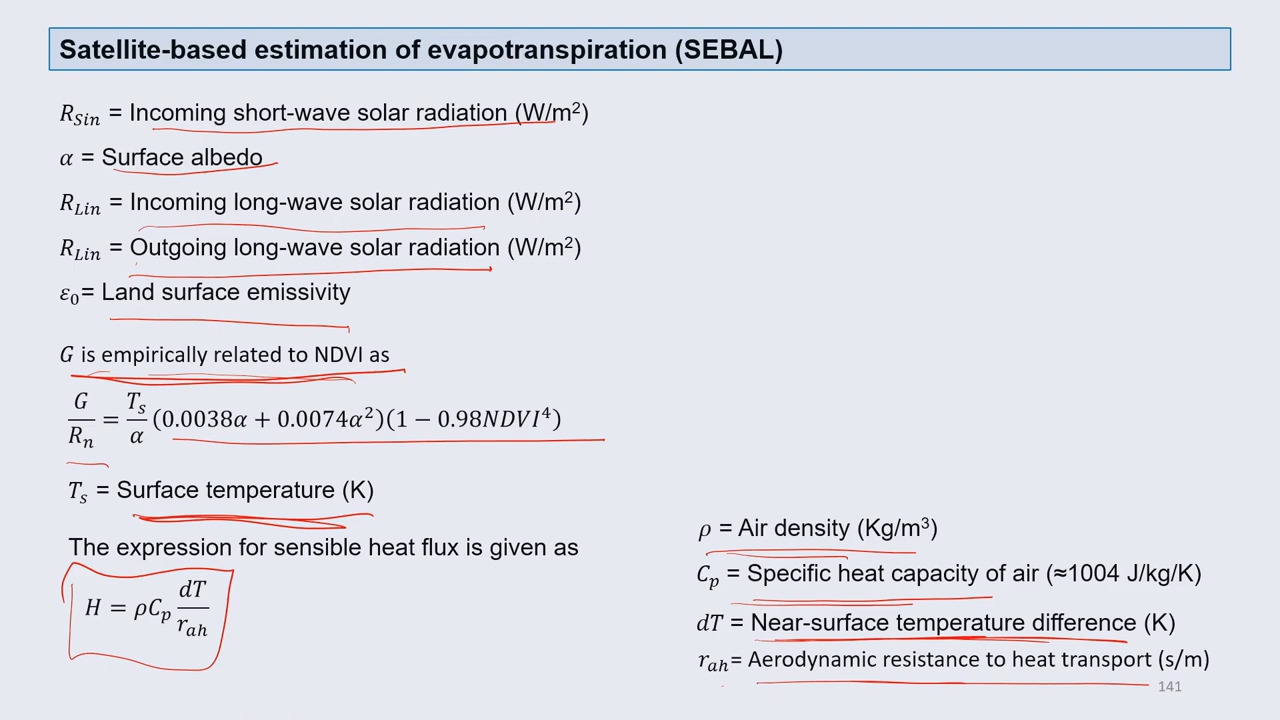 Satellite-based estimation of evapotranspiration (SEBAL)
R_Sin = Incoming short-wave solar radiation (W/m²)
α = Surface albedo
R_Lin = Incoming long-wave solar radiation (W/m²)
R_Lin = Outgoing long-wave solar radiation (W/m²)
ε₀= Land surface emissivity
G is empirically related to NDVI as
G/R_n = T_s/α (0.0038α + 0.0074α²)(1 − 0.98NDVI⁴)
T_s = Surface temperature (K)
The expression for sensible heat flux is given as
H = ρC_p dT/r_ah
ρ = Air density (Kg/m³)
C_p = Specific heat capacity of air (≈1004 J/kg/K)
dT = Near-surface temperature difference (K)
r_ah= Aerodynamic resistance to heat transport (s/m)
141